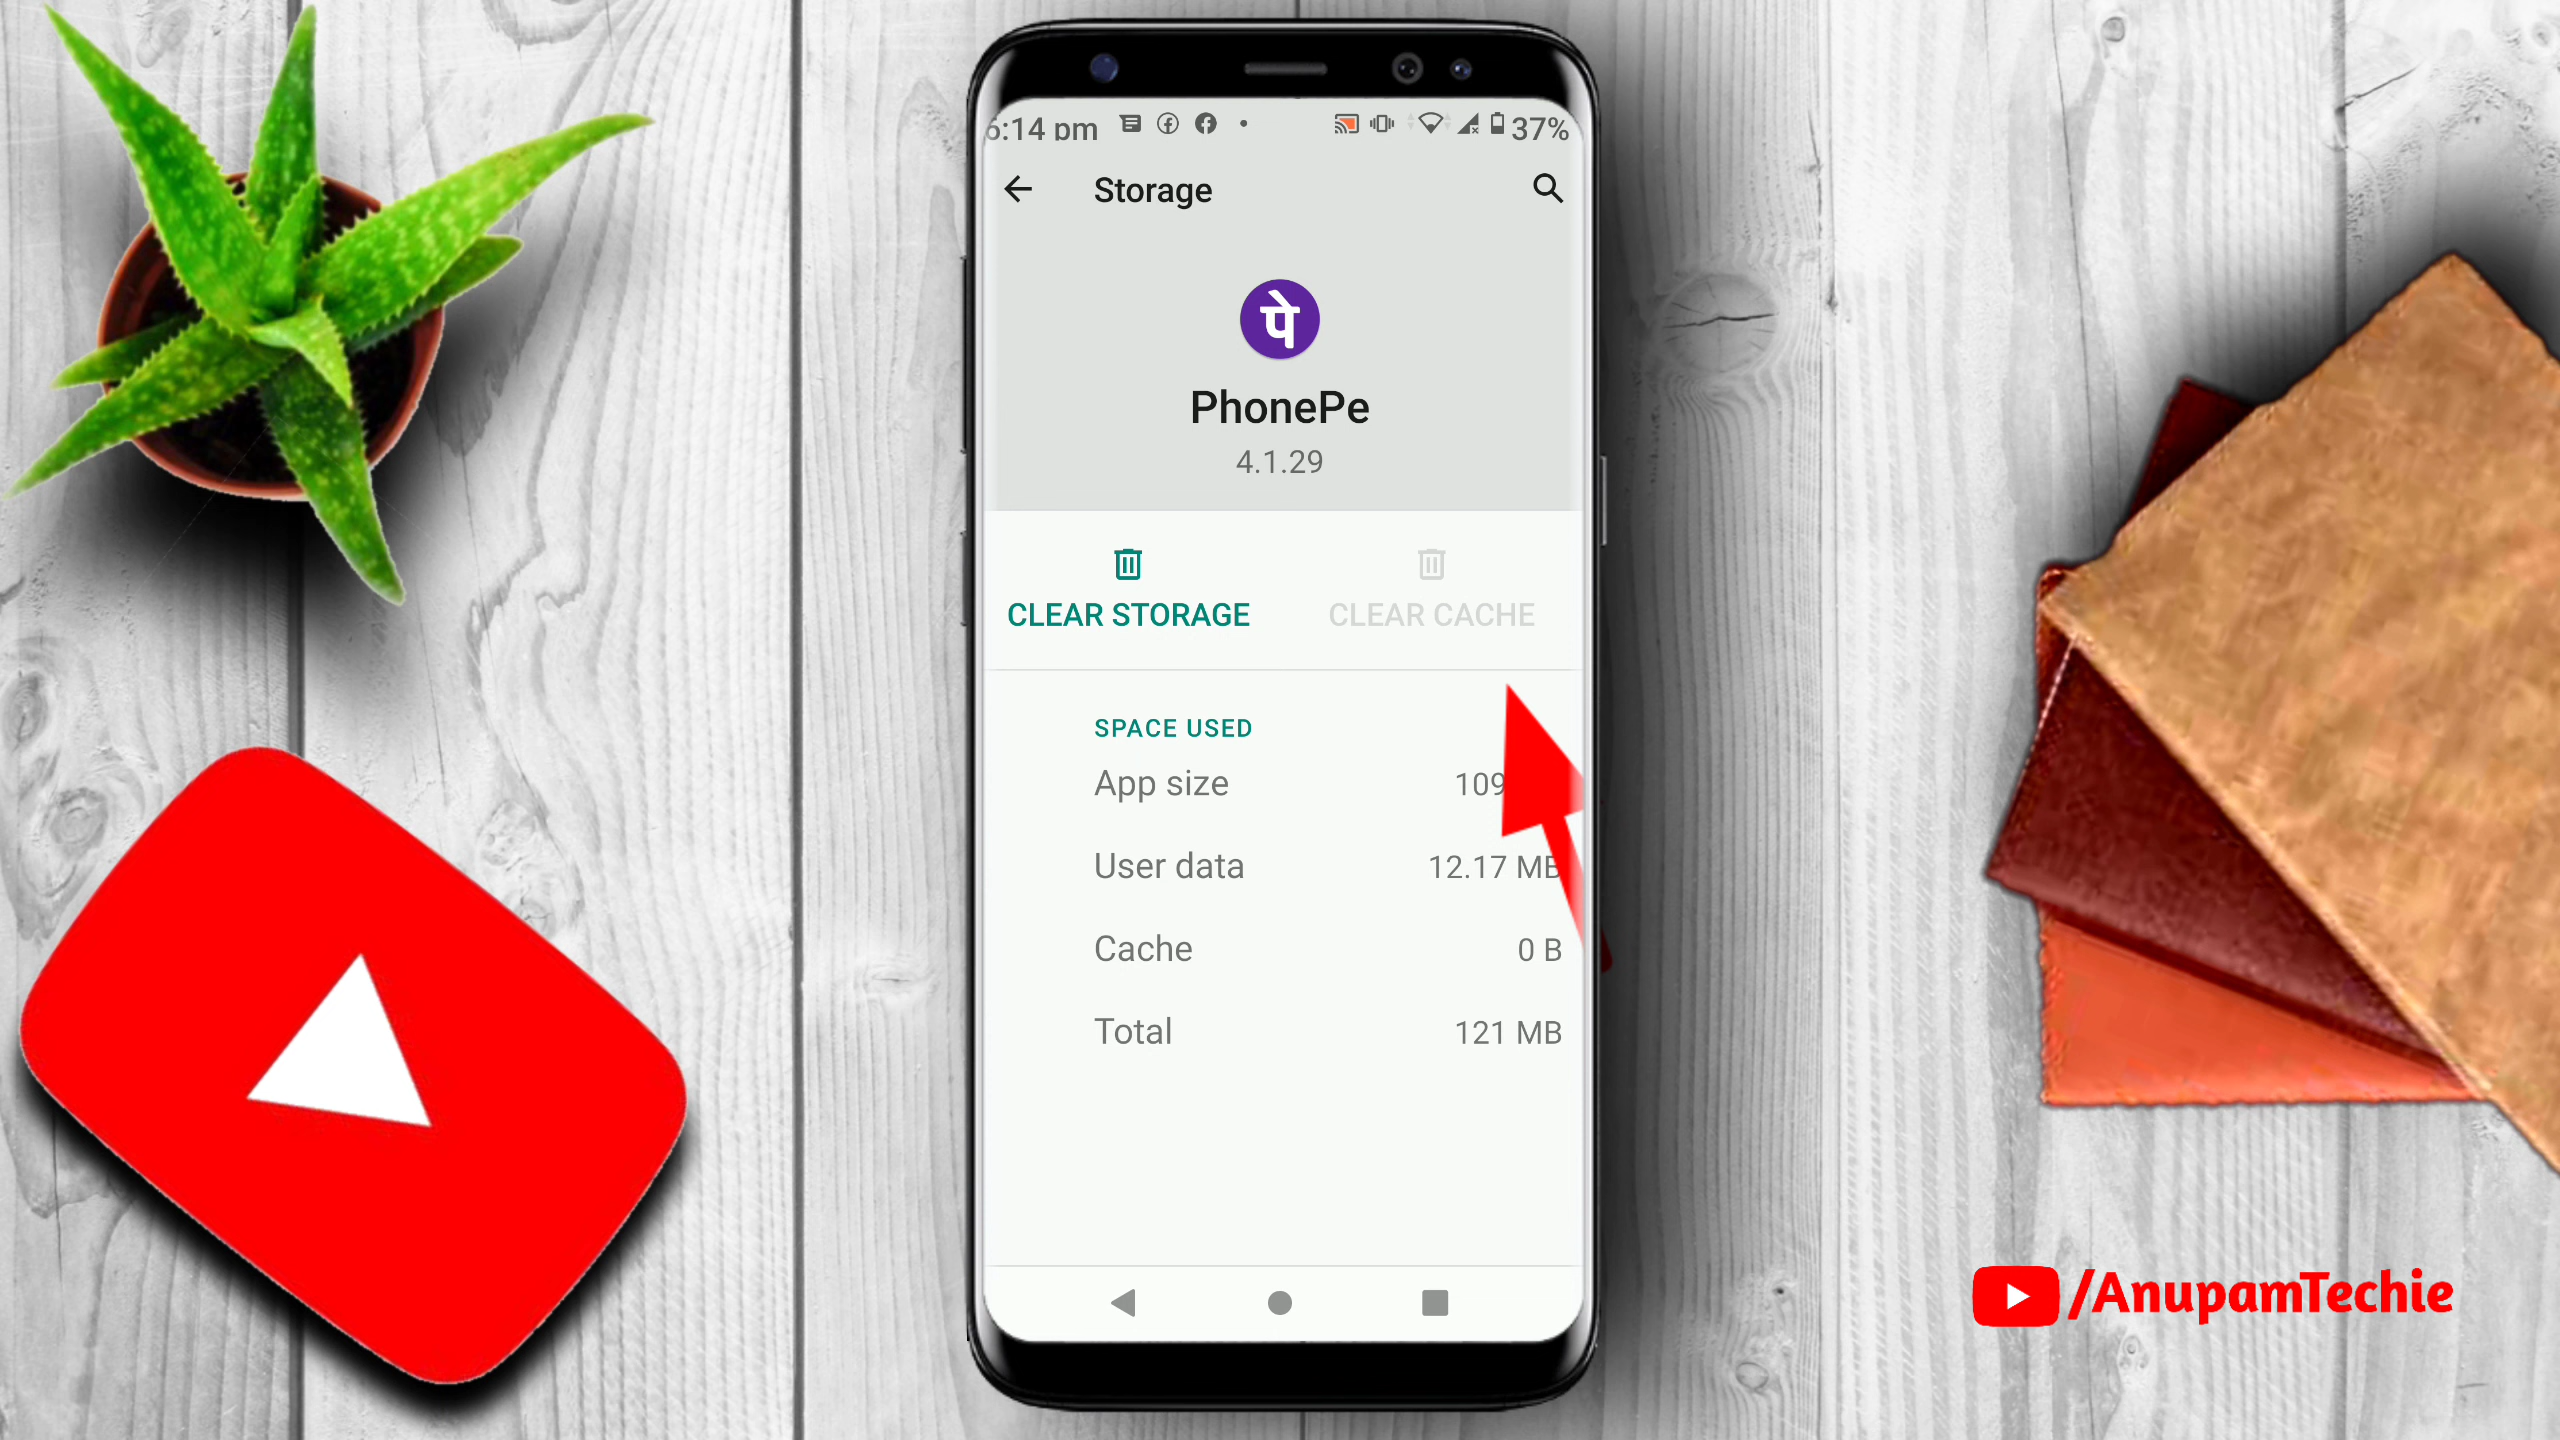 6:14 pm 37%
Storage
पे
PhonePe
4.1.29
CLEAR STORAGE CLEAR CACHE
SPACE USED
App size 109
User data 12.17 MB
Cache 0 B
Total 121 MB
/AnupamTechie